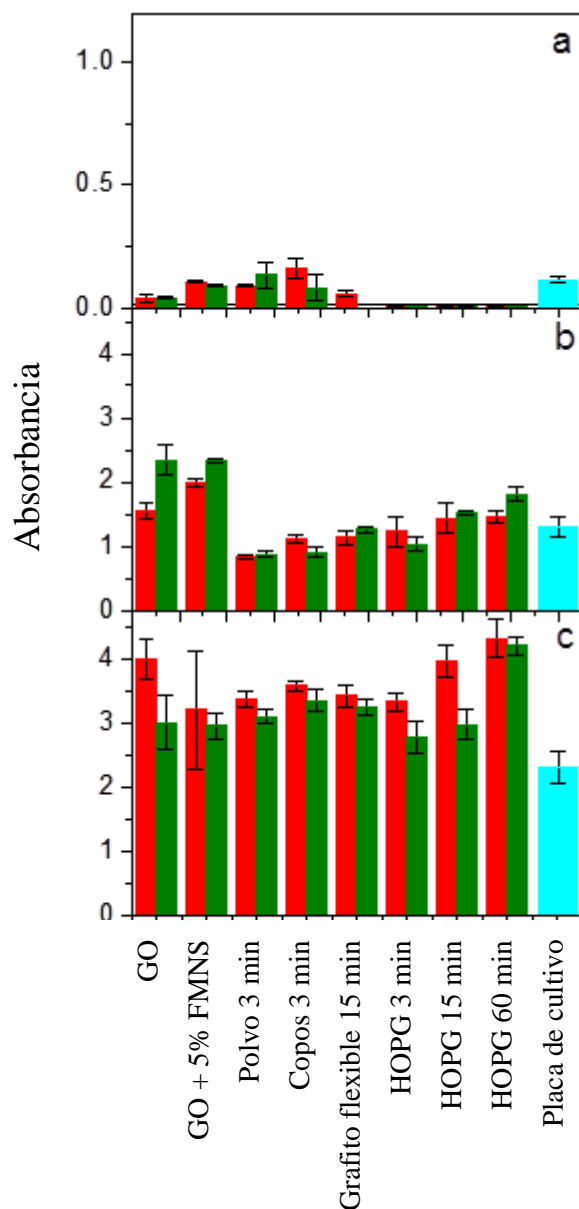 a
1.0
0.5
0.0
b
4
3
2
1
0
c
4
3
2
1
0
Absorbancia
GO
GO + 5% FMNS
Polvo 3 min
Copos 3 min
Grafito flexible 15 min
HOPG 3 min
HOPG 15 min
HOPG 60 min
Placa de cultivo